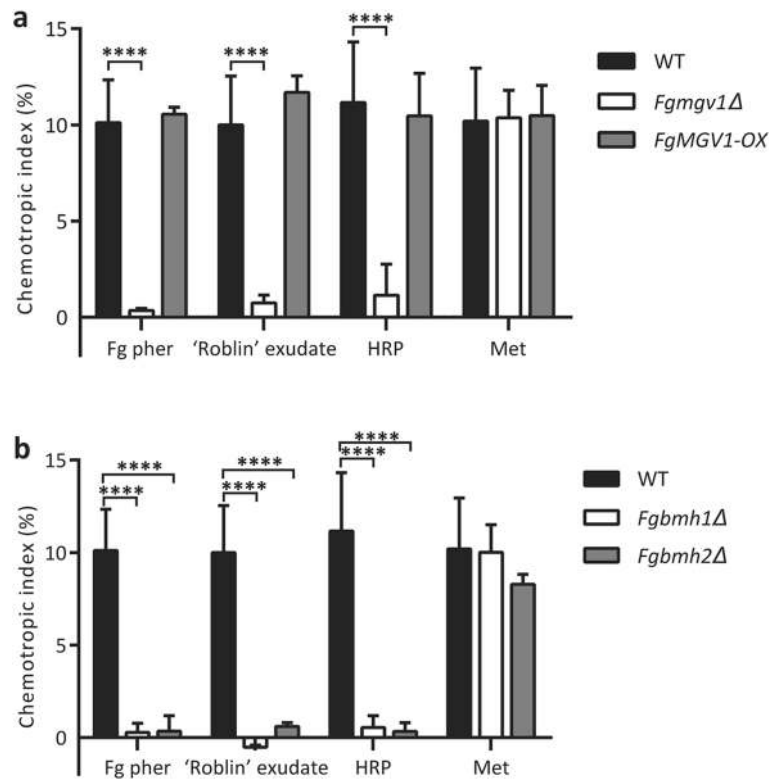 a
Chemotropic index (%)
15
10
5
0
****
****
****
Fg pher
'Roblin' exudate
HRP
Met
WT
Fgmgv1Δ
FgMGV1-OX
b
Chemotropic index (%)
15
10
5
0
****
****
****
****
****
****
Fg pher
'Roblin' exudate
HRP
Met
WT
Fgbmh1Δ
Fgbmh2Δ